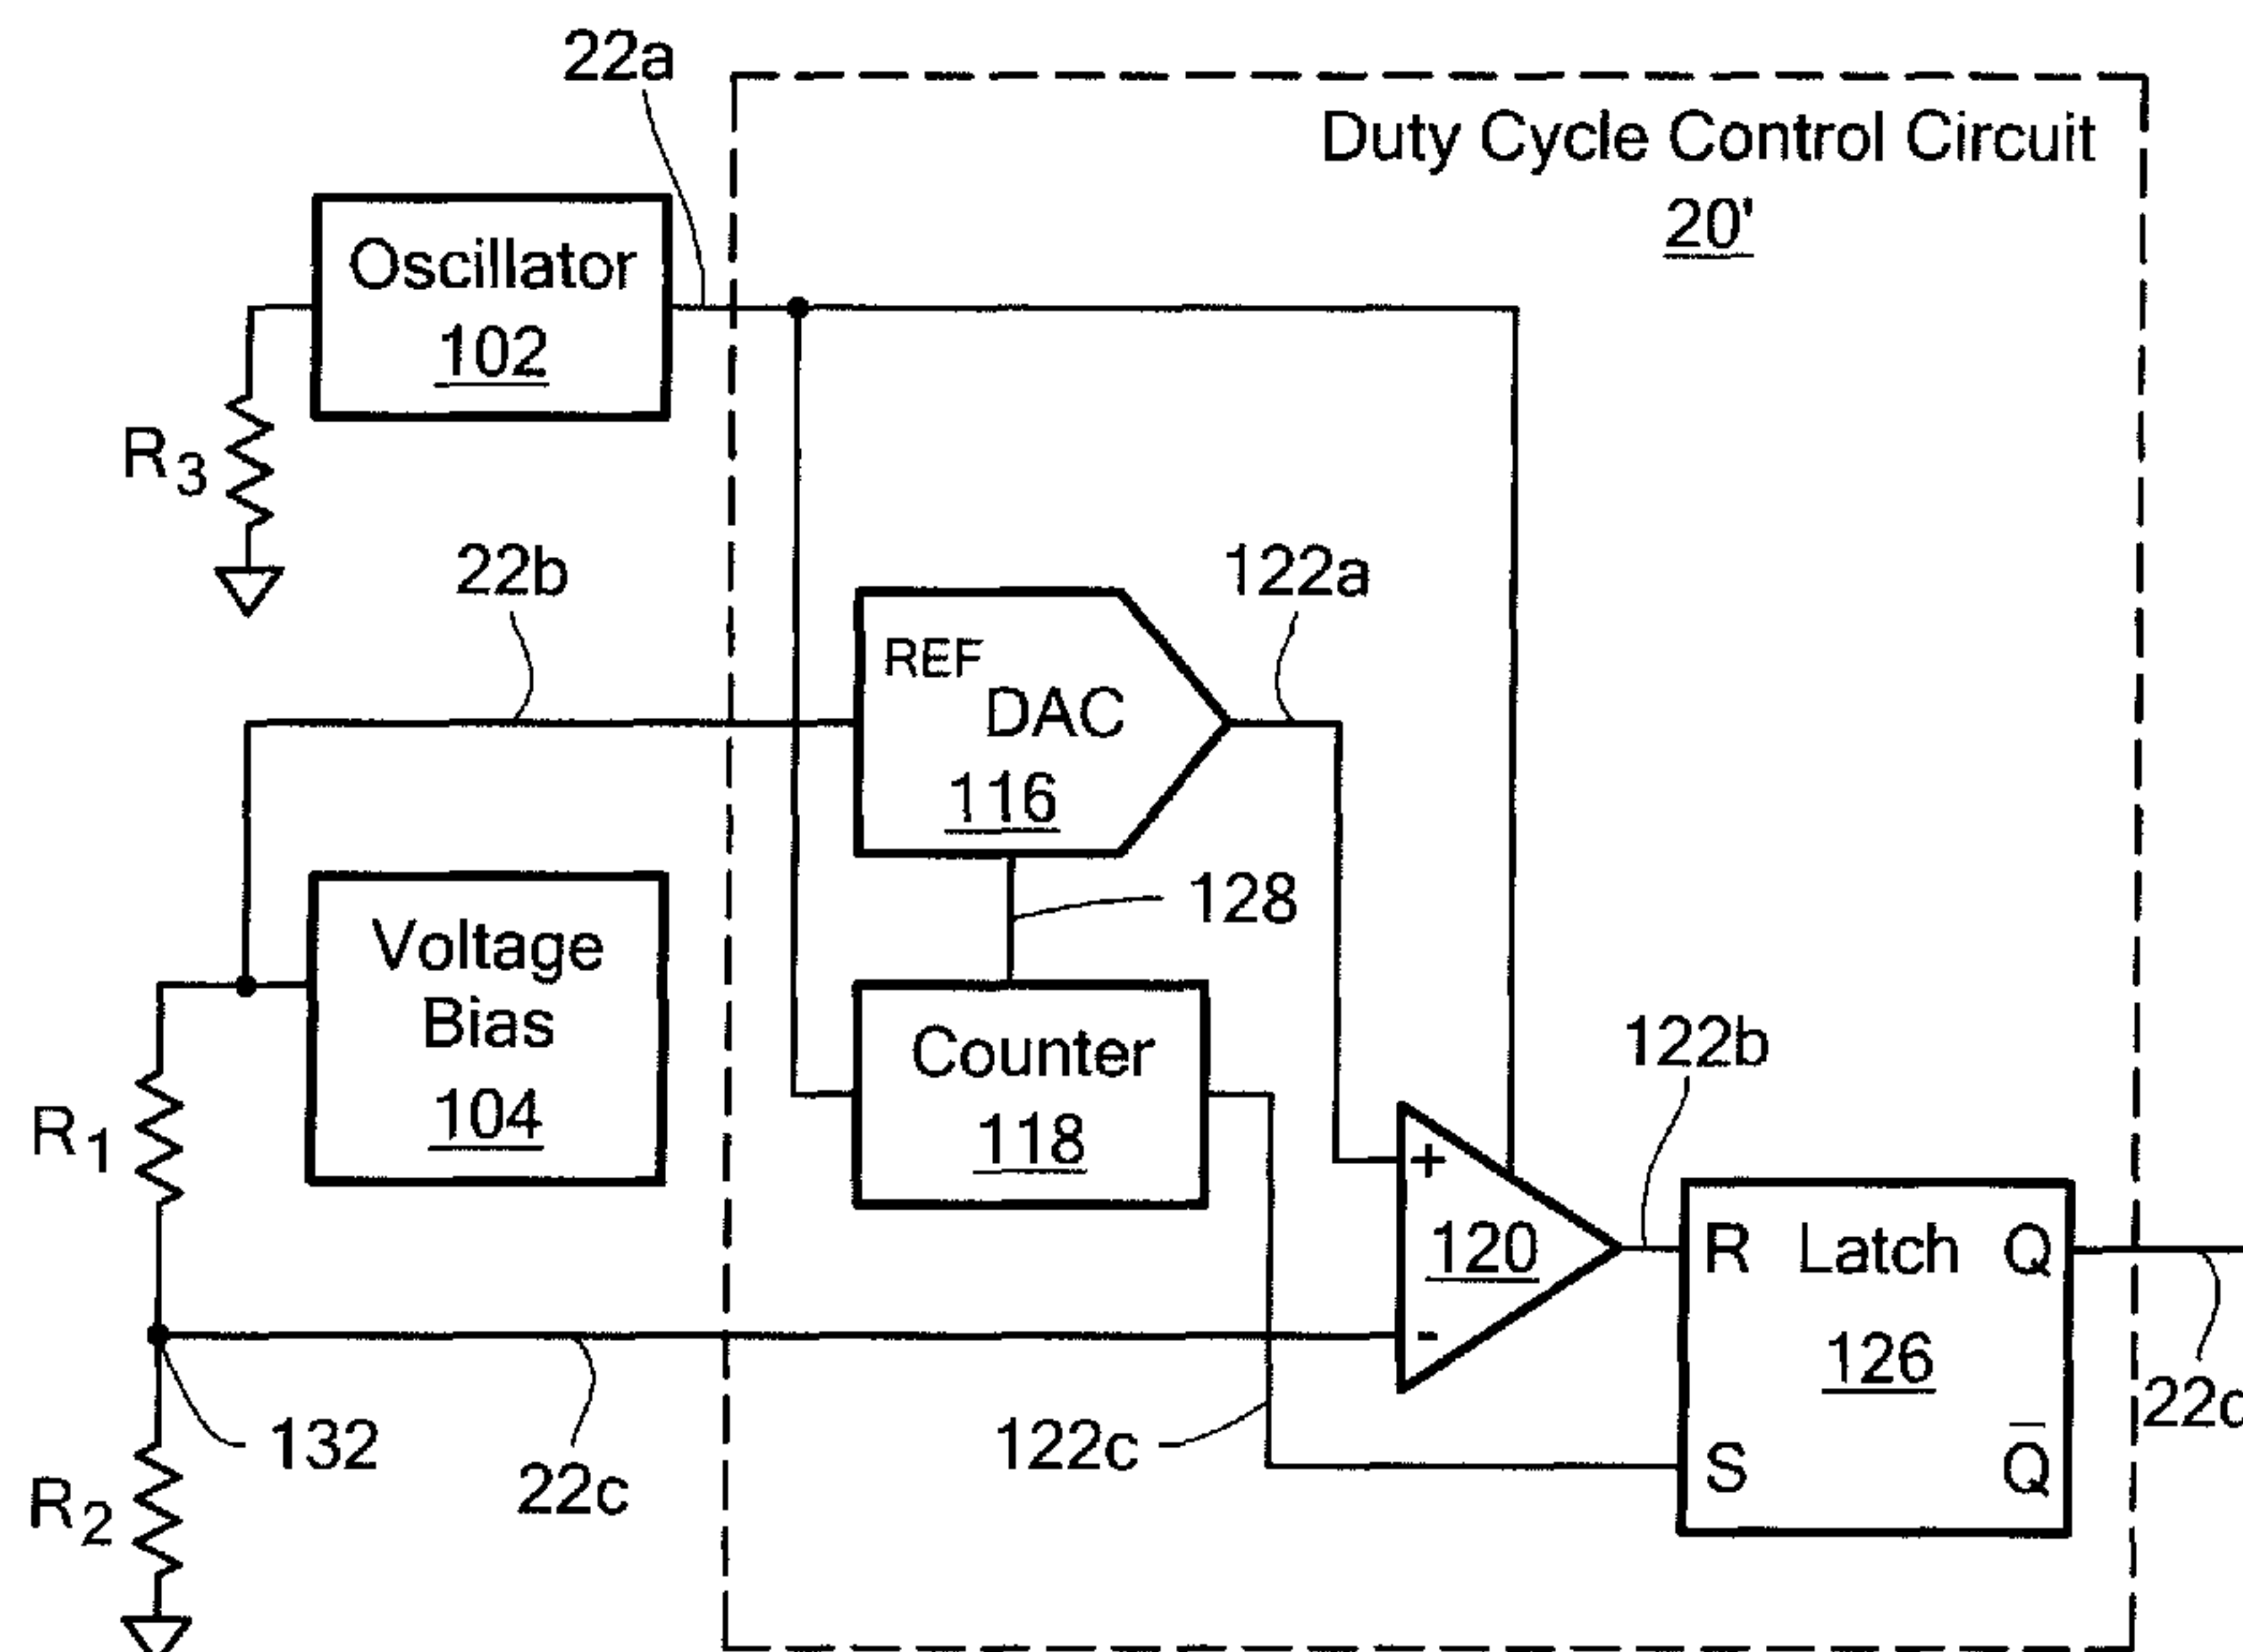 22a
Duty Cycle Control Circuit
20'
Oscillator
102
R3
22b
122a
REF
DAC
116
128
Voltage
Bias
104
Counter
118
122b
R1
+
120
-
R Latch Q
126
S Q̅
132
22c
122c
R2